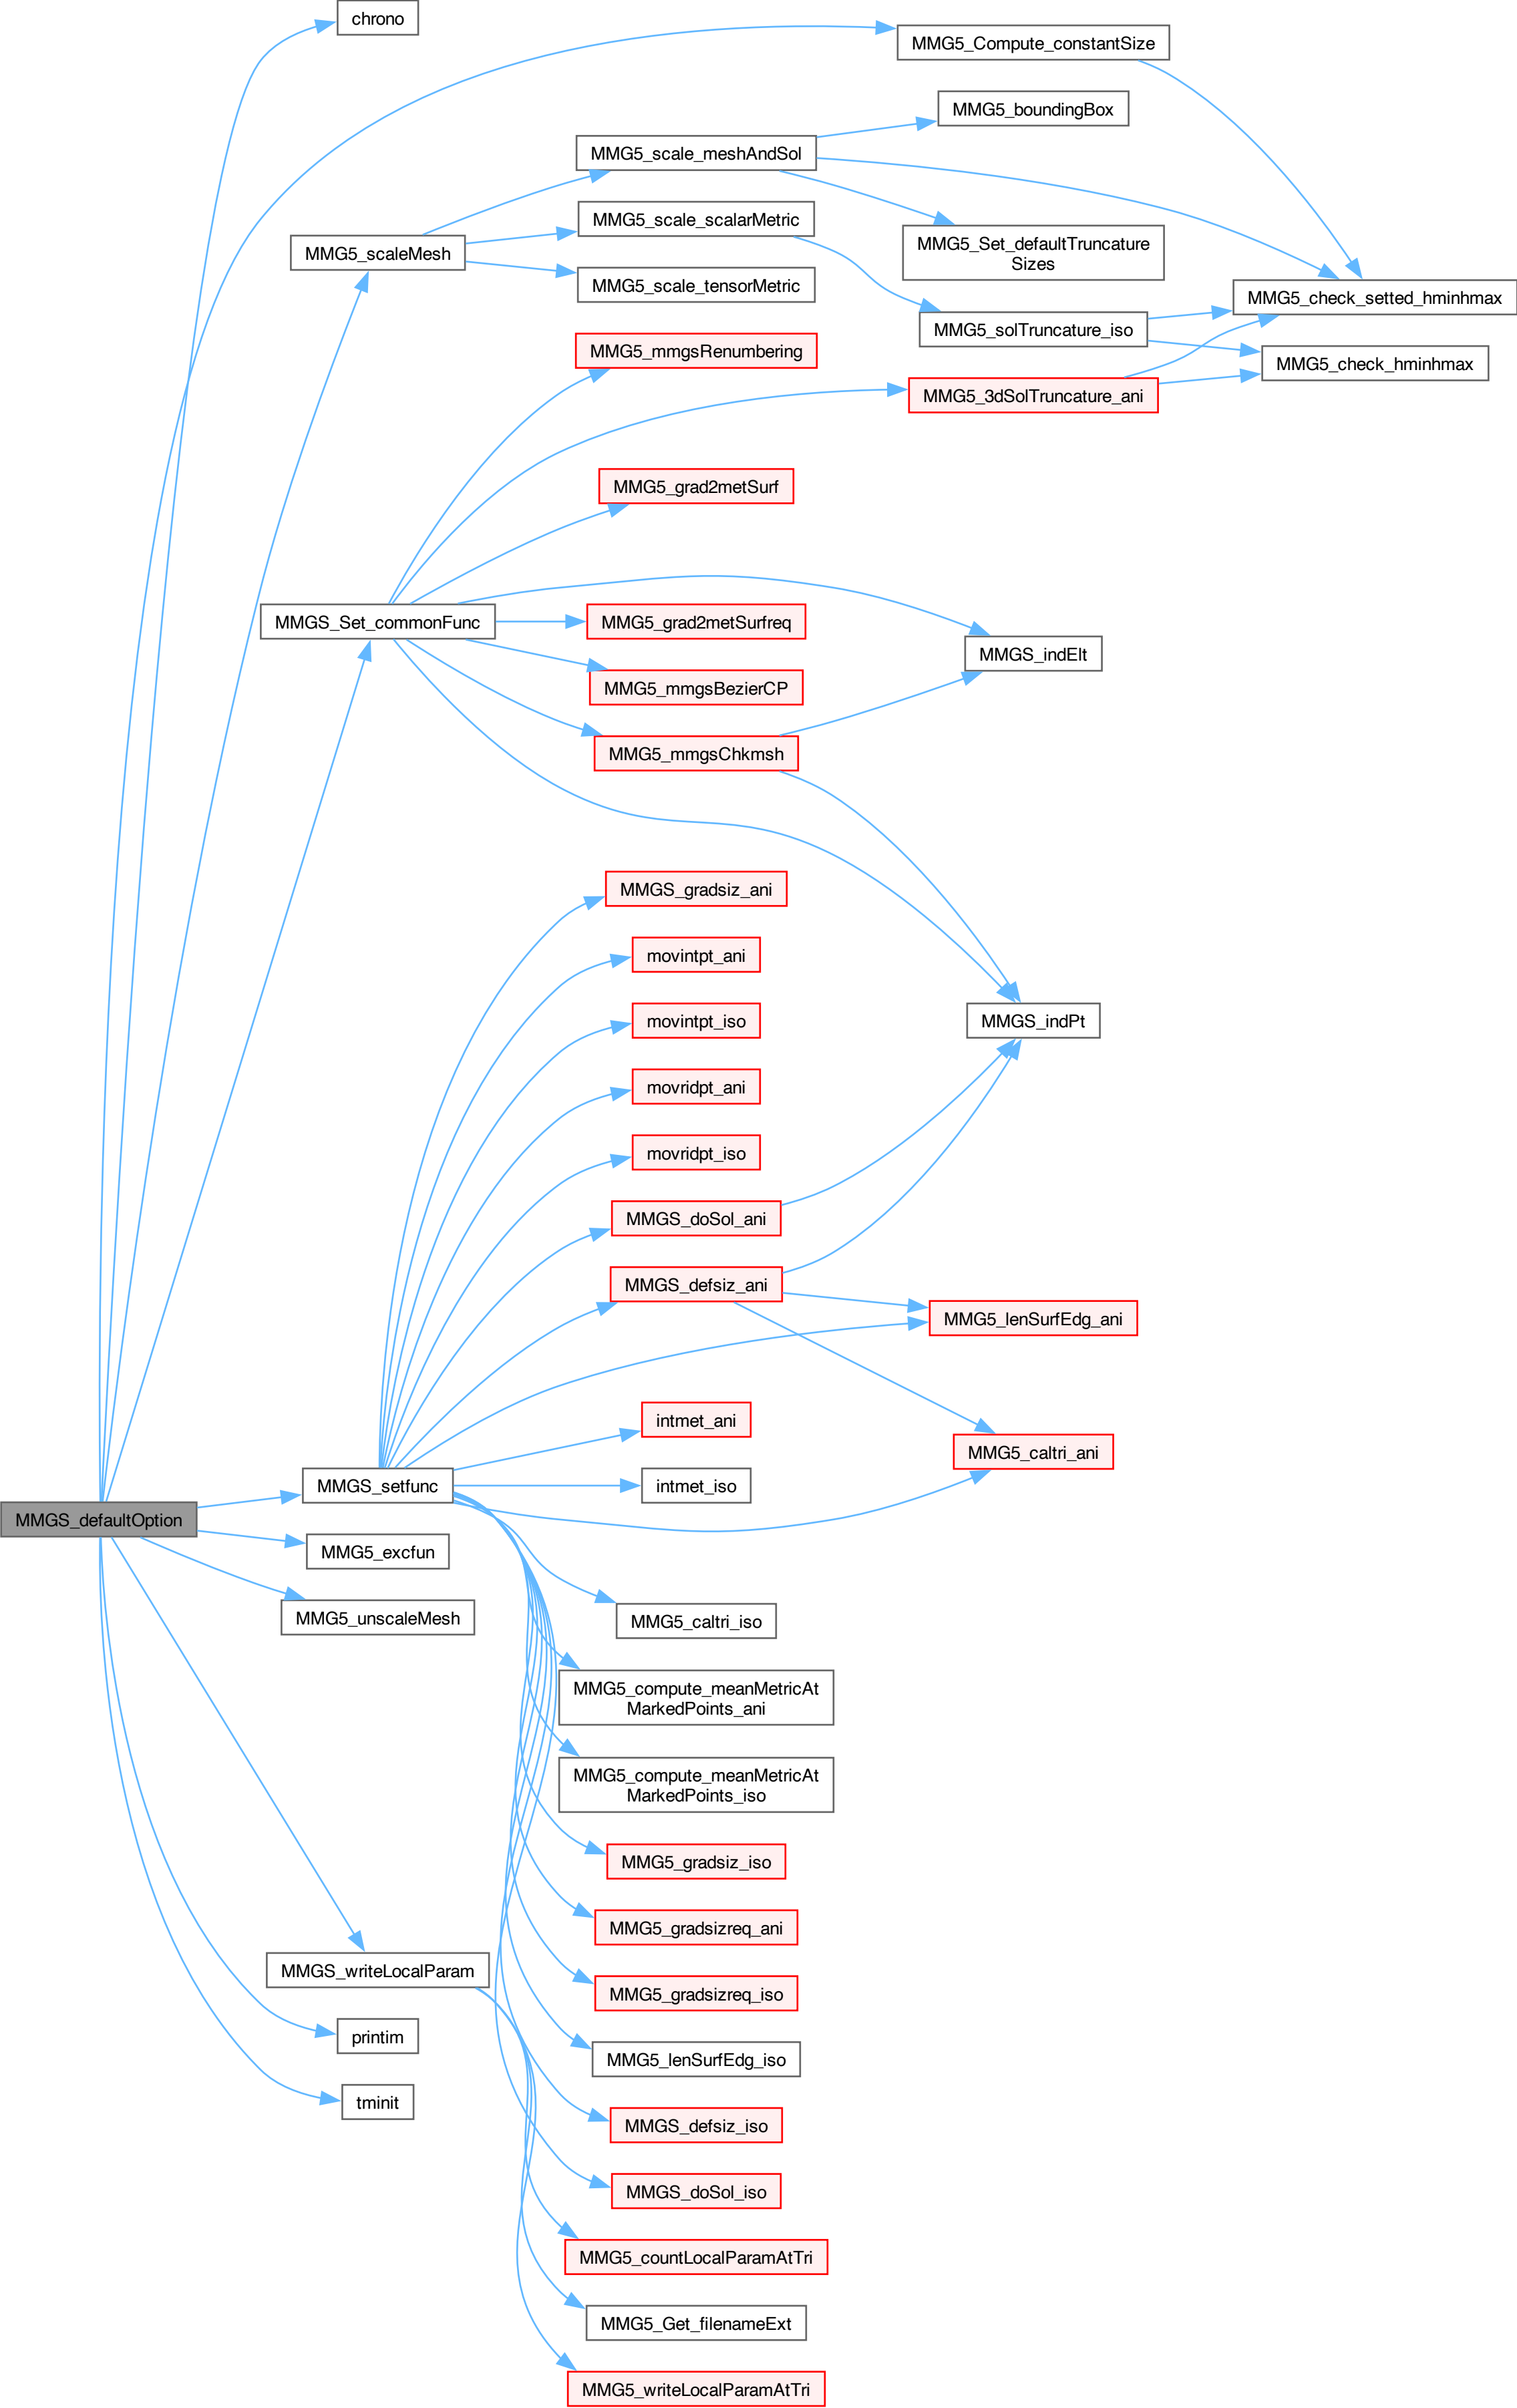 chrono
MMG5_Compute_constantSize
MMG5_boundingBox
MMG5_scale_meshAndSol
MMG5_scale_scalarMetric
MMG5_Set_defaultTruncature
Sizes
MMG5_scaleMesh
MMG5_scale_tensorMetric
MMG5_check_setted_hminhmax
MMG5_solTruncature_iso
MMG5_mmgsRenumbering
MMG5_check_hminhmax
MMG5_3dSolTruncature_ani
MMG5_grad2metSurf
MMGS_Set_commonFunc
MMG5_grad2metSurfreq
MMGS_indElt
MMG5_mmgsBezierCP
MMG5_mmgsChkmsh
MMGS_gradsiz_ani
movintpt_ani
movintpt_iso
MMGS_indPt
movridpt_ani
movridpt_iso
MMGS_doSol_ani
MMGS_defsiz_ani
MMG5_lenSurfEdg_ani
intmet_ani
MMG5_caltri_ani
MMGS_setfunc
intmet_iso
MMGS_defaultOption
MMG5_excfun
MMG5_unscaleMesh
MMG5_caltri_iso
MMG5_compute_meanMetricAt
MarkedPoints_ani
MMG5_compute_meanMetricAt
MarkedPoints_iso
MMG5_gradsiz_iso
MMG5_gradsizreq_ani
MMGS_writeLocalParam
MMG5_gradsizreq_iso
printim
MMG5_lenSurfEdg_iso
tminit
MMGS_defsiz_iso
MMGS_doSol_iso
MMG5_countLocalParamAtTri
MMG5_Get_filenameExt
MMG5_writeLocalParamAtTri